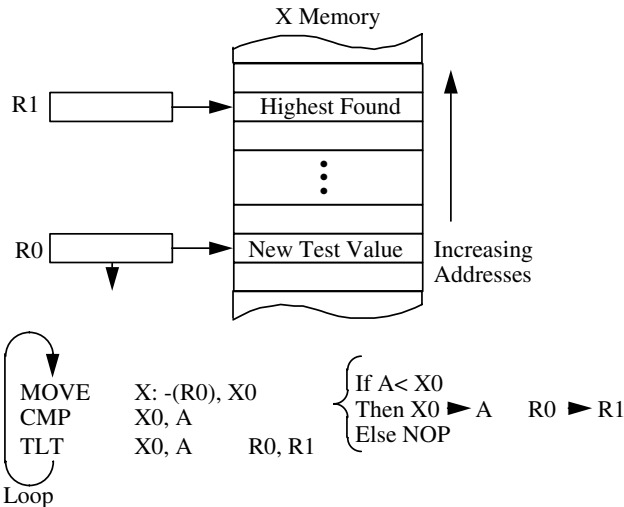 X Memory
R1
Highest Found
R0
New Test Value
Increasing
Addresses
MOVE X: -(R0), X0
CMP X0, A
TLT X0, A R0, R1
Loop
If A< X0
Then X0 A R0 R1
Else NOP